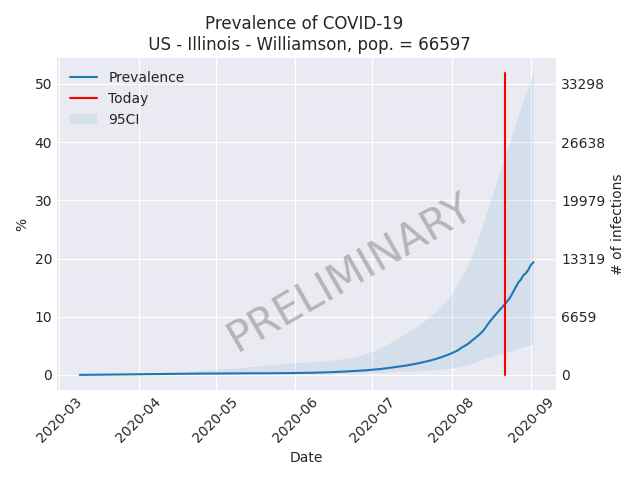 Prevalence of COVID-19
US - Illinois - Williamson, pop. = 66597
Prevalence
Today
95CI
PRELIMINARY
50
40
30
20
10
0
%
33298
26638
19979
13319
6659
0
# of infections
2020-03
2020-04
2020-05
2020-06
2020-07
2020-08
2020-09
Date